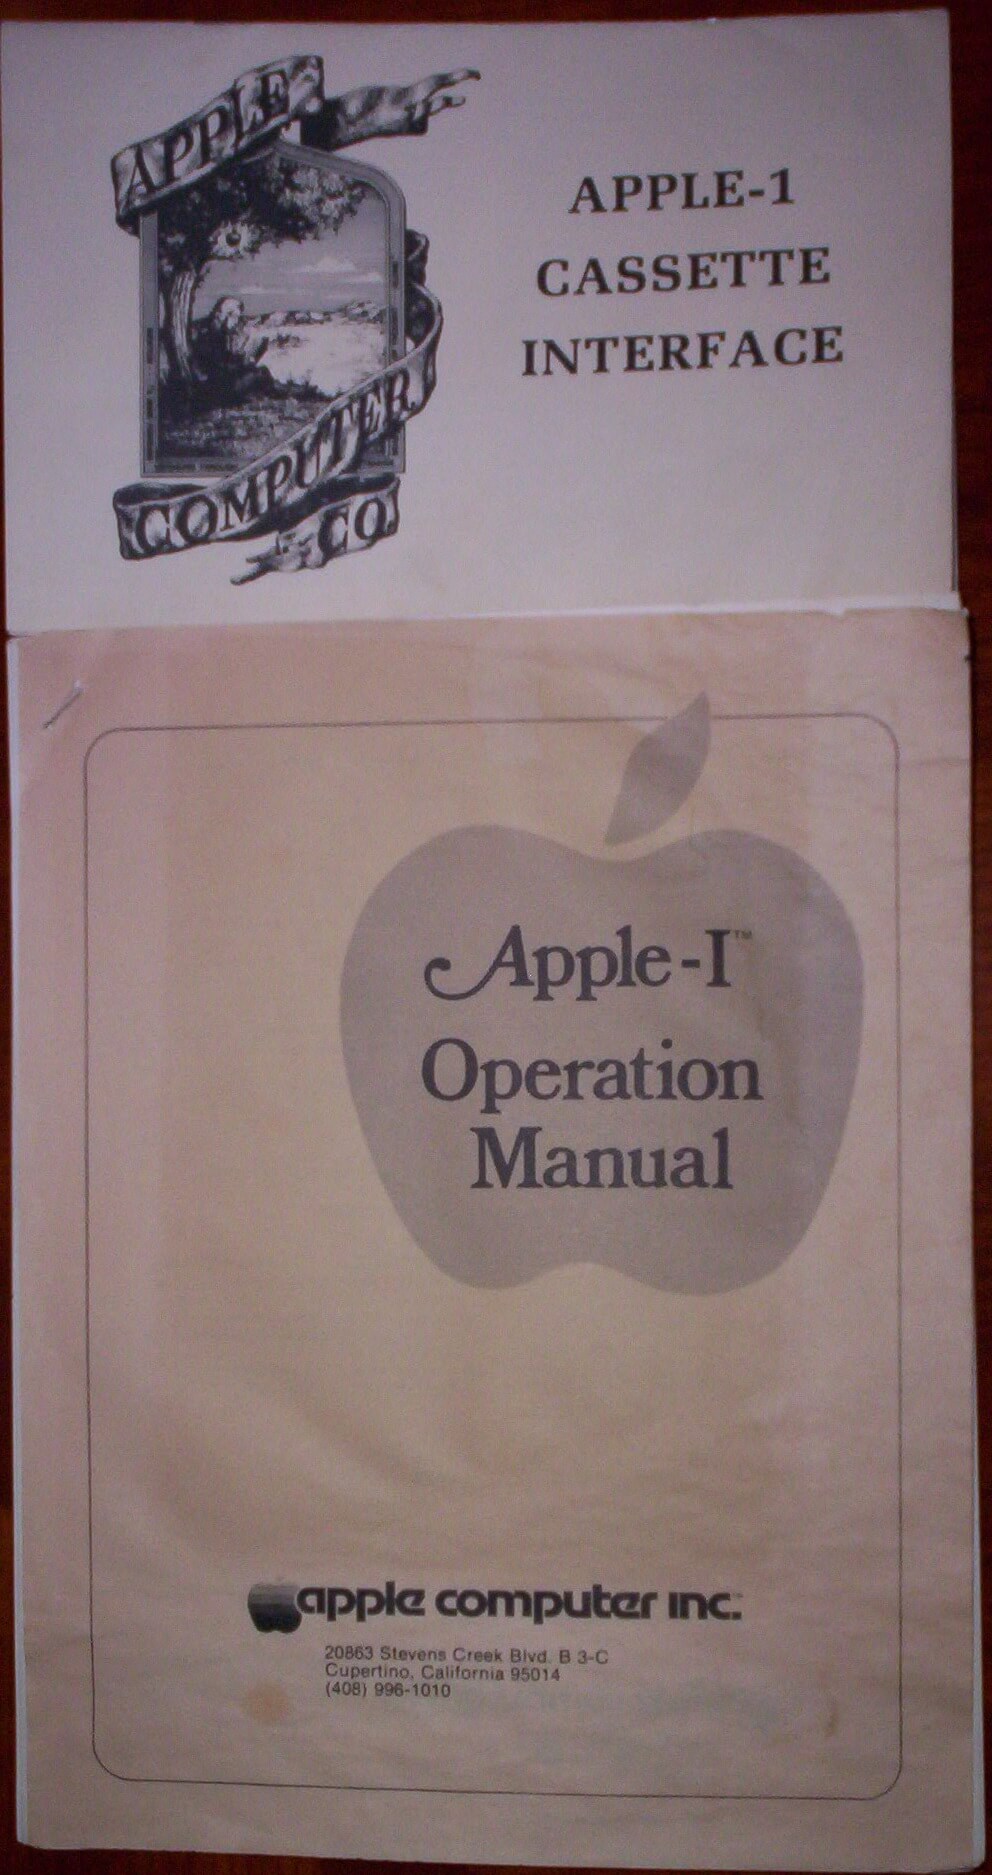 APPLE
COMPUTER
CO.
APPLE-1
CASSETTE
INTERFACE
Apple-I™
Operation
Manual
apple computer inc.™
20863 Stevens Creek Blvd. B 3-C
Cupertino, California 95014
(408) 996-1010